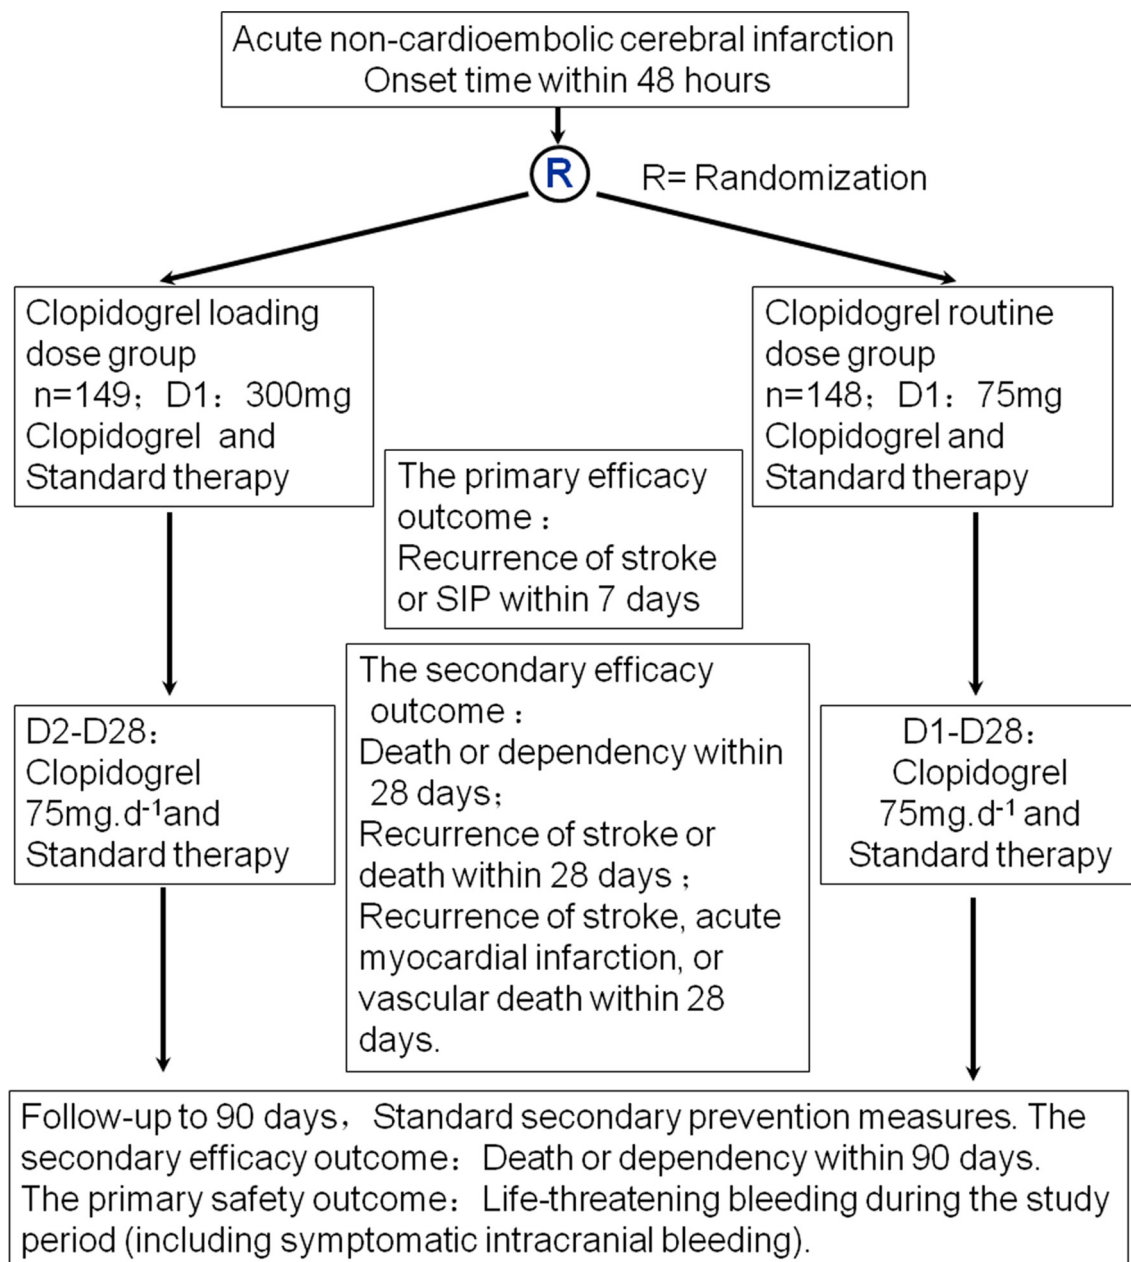 Acute non-cardioembolic cerebral infarction
Onset time within 48 hours
R
R= Randomization
Clopidogrel loading
dose group
n=149；D1：300mg
Clopidogrel and
Standard therapy
Clopidogrel routine
dose group
n=148；D1：75mg
Clopidogrel and
Standard therapy
The primary efficacy
outcome：
Recurrence of stroke
or SIP within 7 days
The secondary efficacy
outcome：
Death or dependency within
28 days；
Recurrence of stroke or
death within 28 days；
Recurrence of stroke, acute
myocardial infarction, or
vascular death within 28
days.
D2-D28：
Clopidogrel
75mg.d⁻¹and
Standard therapy
D1-D28：
Clopidogrel
75mg.d⁻¹ and
Standard therapy
Follow-up to 90 days，Standard secondary prevention measures. The
secondary efficacy outcome：Death or dependency within 90 days.
The primary safety outcome：Life-threatening bleeding during the study
period (including symptomatic intracranial bleeding).